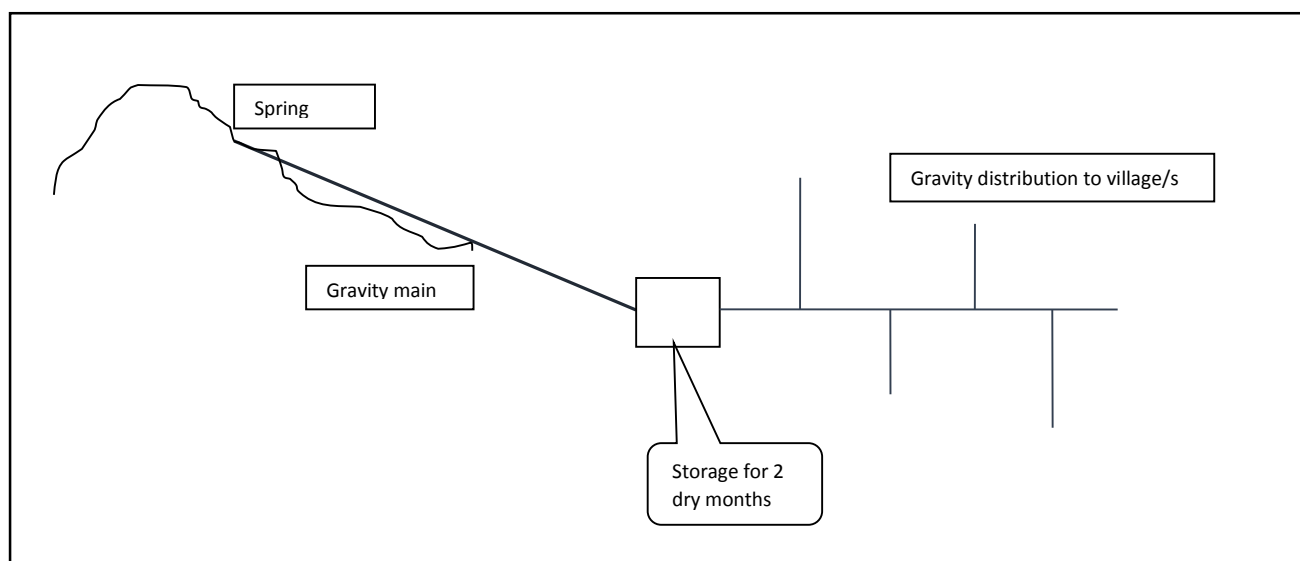 Spring
Gravity distribution to village/s
Gravity main
Storage for 2
dry months